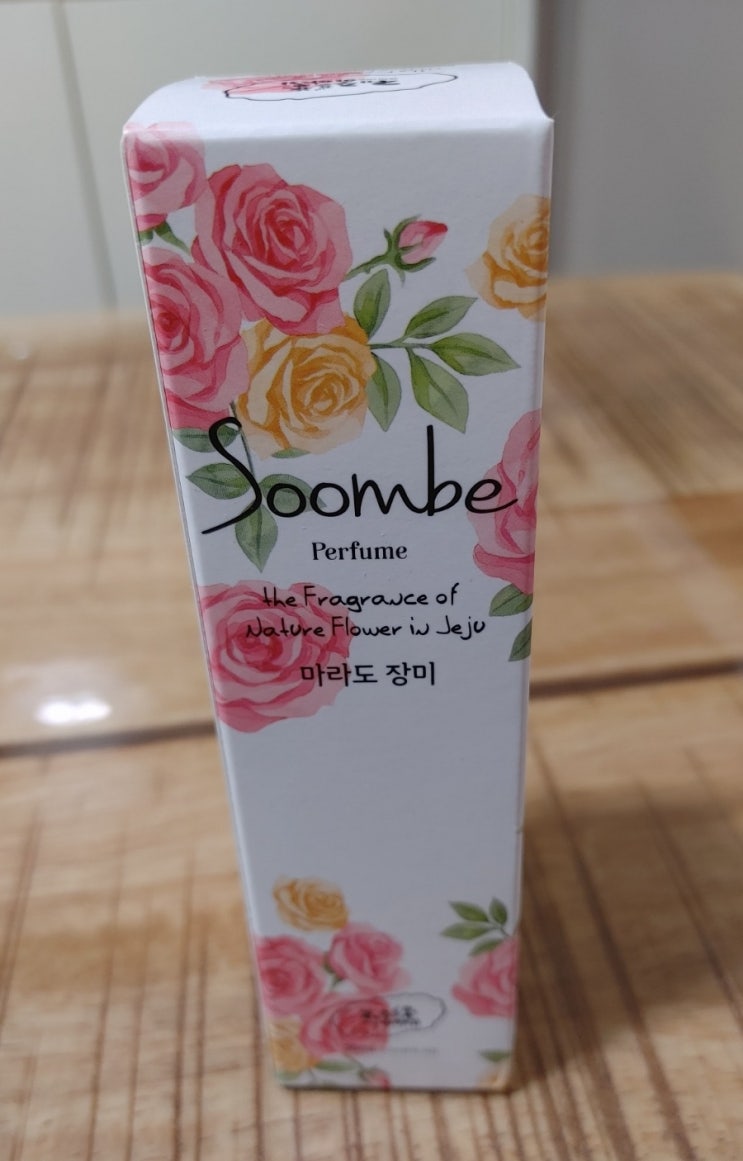 Soombe
Perfume
the Fragrance of
Nature Flower in Jeju
마라도 장미